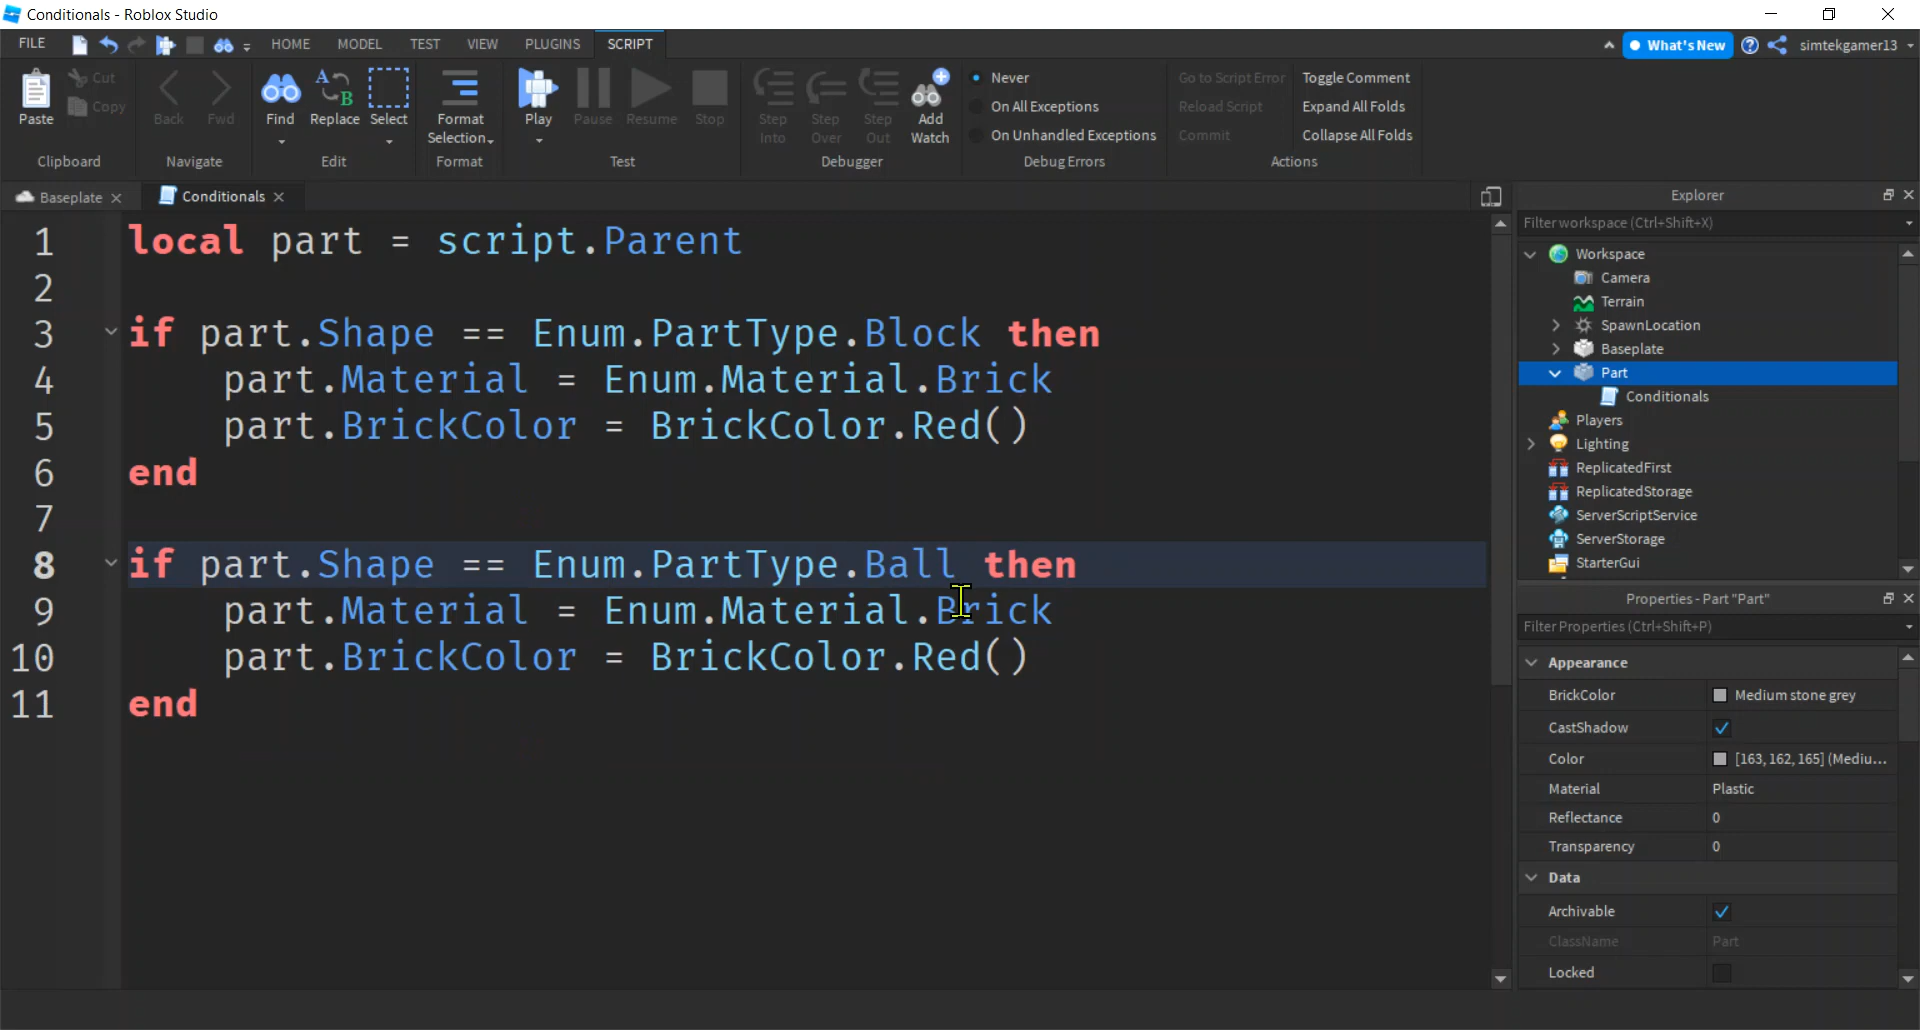 Conditionals - Roblox Studio
FILE HOME MODEL TEST VIEW PLUGINS SCRIPT What's New simtekgamer13
Paste Cut Copy Back Fwd Find Replace Select Format Selection Play Pause Resume Stop Step Into Step Over Step Out Add Watch
Never
On All Exceptions
On Unhandled Exceptions
Go to Script Error
Reload Script
Commit
Toggle Comment
Expand All Folds
Collapse All Folds
Clipboard Navigate Edit Format Test Debugger Debug Errors Actions
Baseplate Conditionals
1 local part = script.Parent
2
3 if part.Shape == Enum.PartType.Block then
4 part.Material = Enum.Material.Brick
5 part.BrickColor = BrickColor.Red()
6 end
7
8 if part.Shape == Enum.PartType.Ball then
9 part.Material = Enum.Material.Brick
10 part.BrickColor = BrickColor.Red()
11 end
Explorer
Filter workspace (Ctrl+Shift+X)
Workspace
Camera
Terrain
SpawnLocation
Baseplate
Part
Conditionals
Players
Lighting
ReplicatedFirst
ReplicatedStorage
ServerScriptService
ServerStorage
StarterGui
Properties - Part "Part"
Filter Properties (Ctrl+Shift+P)
Appearance
BrickColor Medium stone grey
CastShadow
Color [163, 162, 165] (Mediu...
Material Plastic
Reflectance 0
Transparency 0
Data
Archivable
ClassName Part
Locked